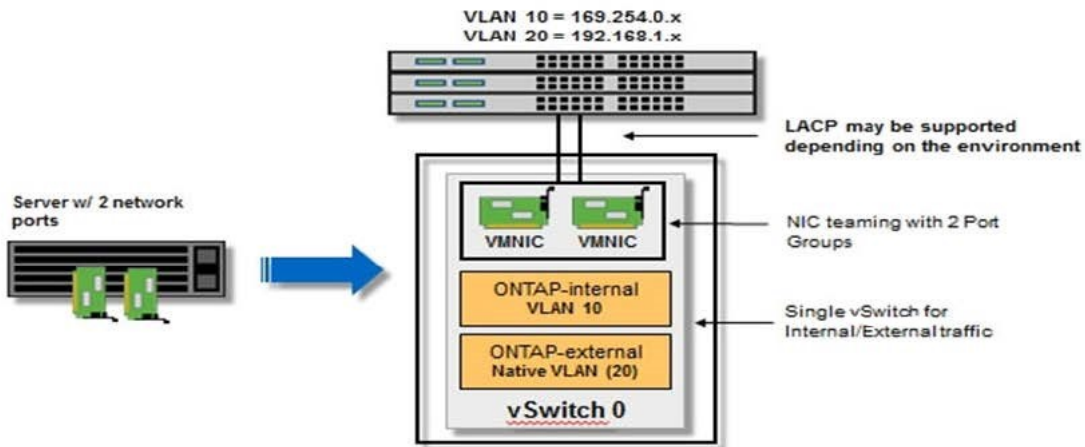 VLAN 10 = 169.254.0.x
VLAN 20 = 192.168.1.x
LACP may be supported
depending on the environment
Server w/ 2 network
ports
VMNIC VMNIC
NIC teaming with 2 Port
Groups
ONTAP-internal
VLAN 10
Single vSwitch for
Internal/External traffic
ONTAP-external
Native VLAN (20)
vSwitch 0